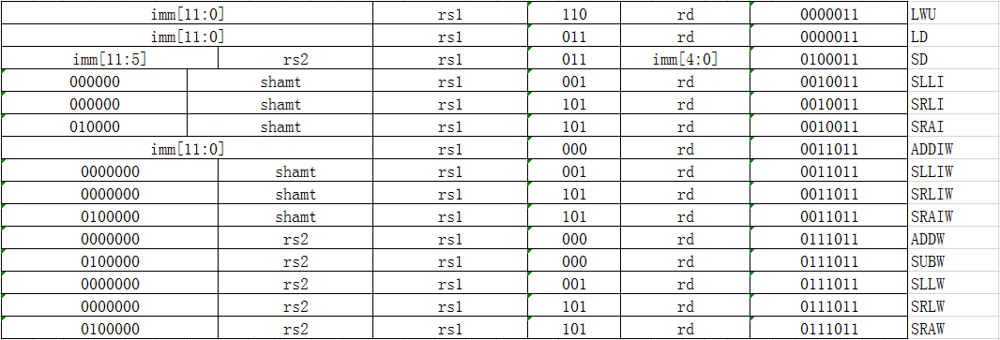 imm[11:0] rs1 110 rd 0000011 LWU
imm[11:0] rs1 011 rd 0000011 LD
imm[11:5] rs2 rs1 011 imm[4:0] 0100011 SD
000000 shamt rs1 001 rd 0010011 SLLI
000000 shamt rs1 101 rd 0010011 SRLI
010000 shamt rs1 101 rd 0010011 SRAI
imm[11:0] rs1 000 rd 0011011 ADDIW
0000000 shamt rs1 001 rd 0011011 SLLIW
0000000 shamt rs1 101 rd 0011011 SRLIW
0100000 shamt rs1 101 rd 0011011 SRAIW
0000000 rs2 rs1 000 rd 0111011 ADDW
0100000 rs2 rs1 000 rd 0111011 SUBW
0000000 rs2 rs1 001 rd 0111011 SLLW
0000000 rs2 rs1 101 rd 0111011 SRLW
0100000 rs2 rs1 101 rd 0111011 SRAW